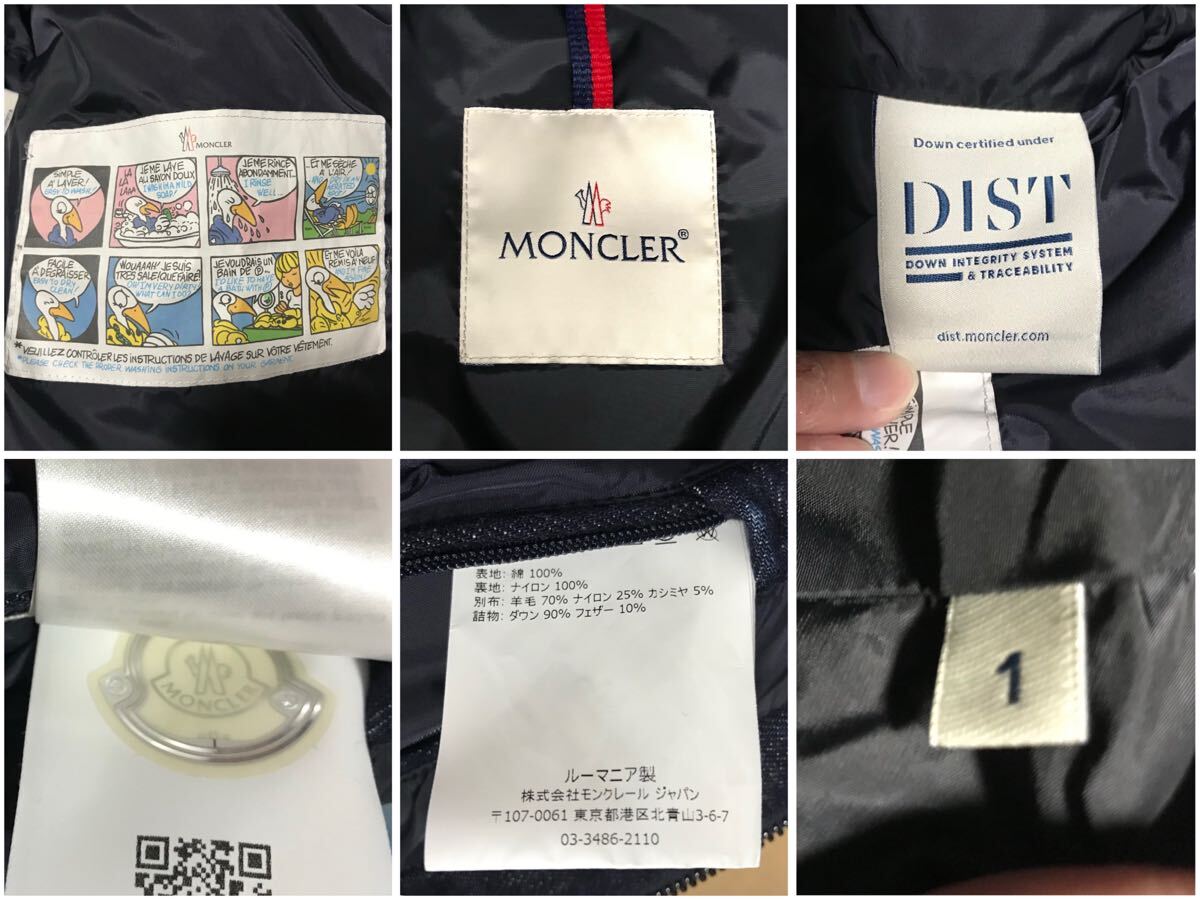 MONCLER
SIMPLE
À LAVER!
EASY TO WASH!
LA
LA
LAAA
JE ME LAVE
AU SAVON DOUX
I WASH IN A MILD
SOAP!
JE ME RINCE
ABONDAMMENT...
I RINSE
WELL...
...ET ME SÈCHE
À L'AIR!
FACILE
À DÉGRAISSER
EASY TO DRY
CLEAN!
WOUAAAH! JE SUIS
TRÈS SALE! QUE FAIRE?
OH! I'M VERY DIRTY
WHAT CAN I DO?
JE VOUDRAIS UN
BAIN DE Ⓟ...
I'D LIKE TO HAVE
A BATH WITH Ⓟ
ET ME VOILÀ
REMIS À NEUF
AND I'M FINE
AGAIN
*VEUILLEZ CONTRÔLER LES INSTRUCTIONS DE LAVAGE SUR VÔTRE VÊTEMENT.
*PLEASE CHECK THE PROPER WASHING INSTRUCTIONS ON YOUR GARMENT.
MONCLER®
Down certified under
DIST
DOWN INTEGRITY SYSTEM
& TRACEABILITY
dist.moncler.com
MONCLER
表地: 綿 100%
裏地: ナイロン 100%
別布: 羊毛 70% ナイロン 25% カシミヤ 5%
詰物: ダウン 90% フェザー 10%
ルーマニア製
株式会社モンクレール ジャパン
〒107-0061 東京都港区北青山3-6-7
03-3486-2110
1